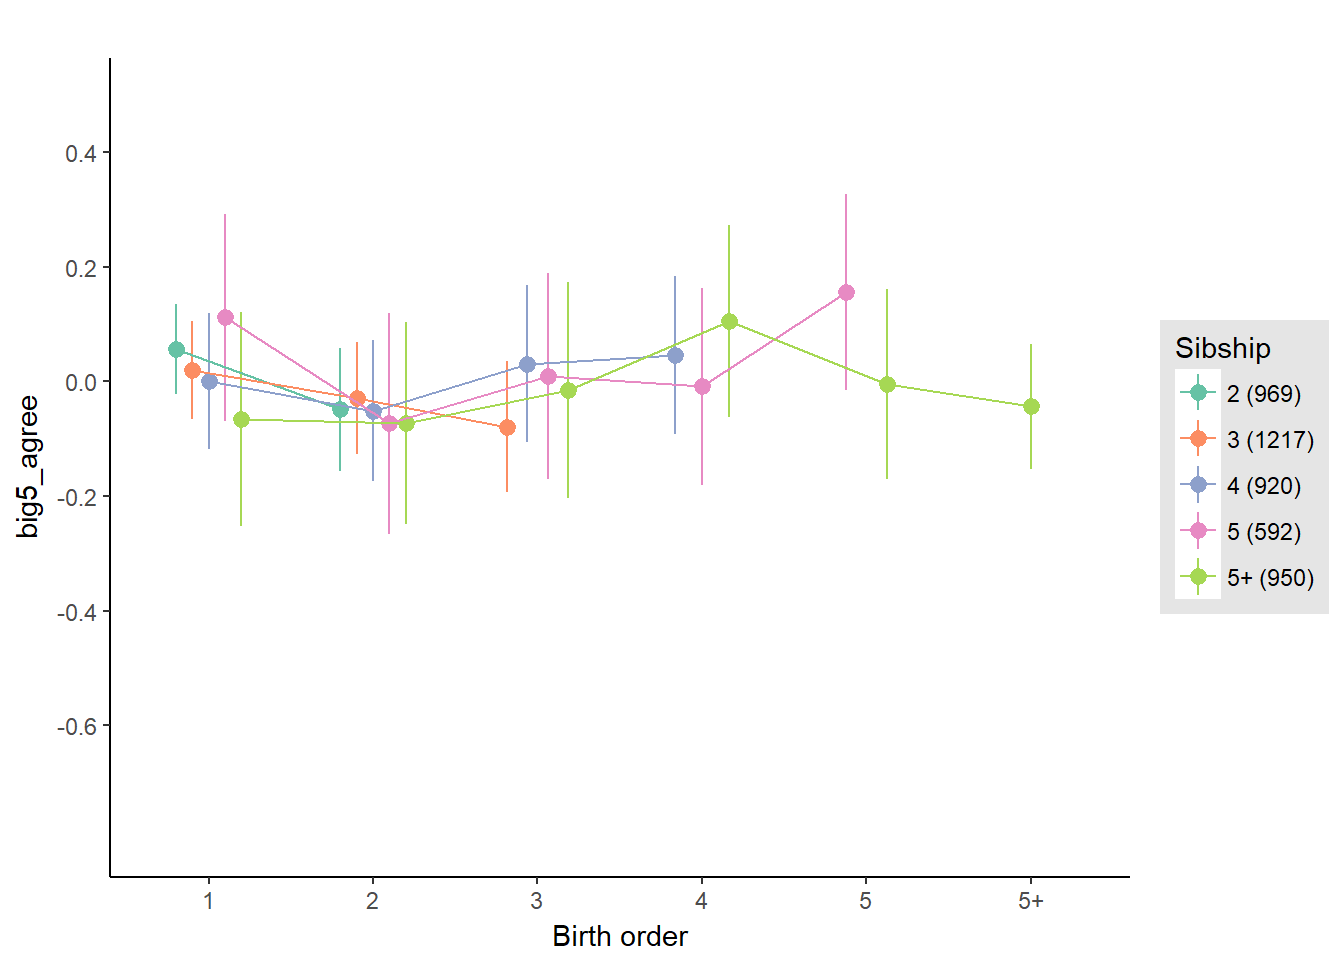 0.4
0.2
0.0
-0.2
-0.4
-0.6
big5_agree
1 2 3 4 5 5+
Birth order
Sibship
2 (969)
3 (1217)
4 (920)
5 (592)
5+ (950)